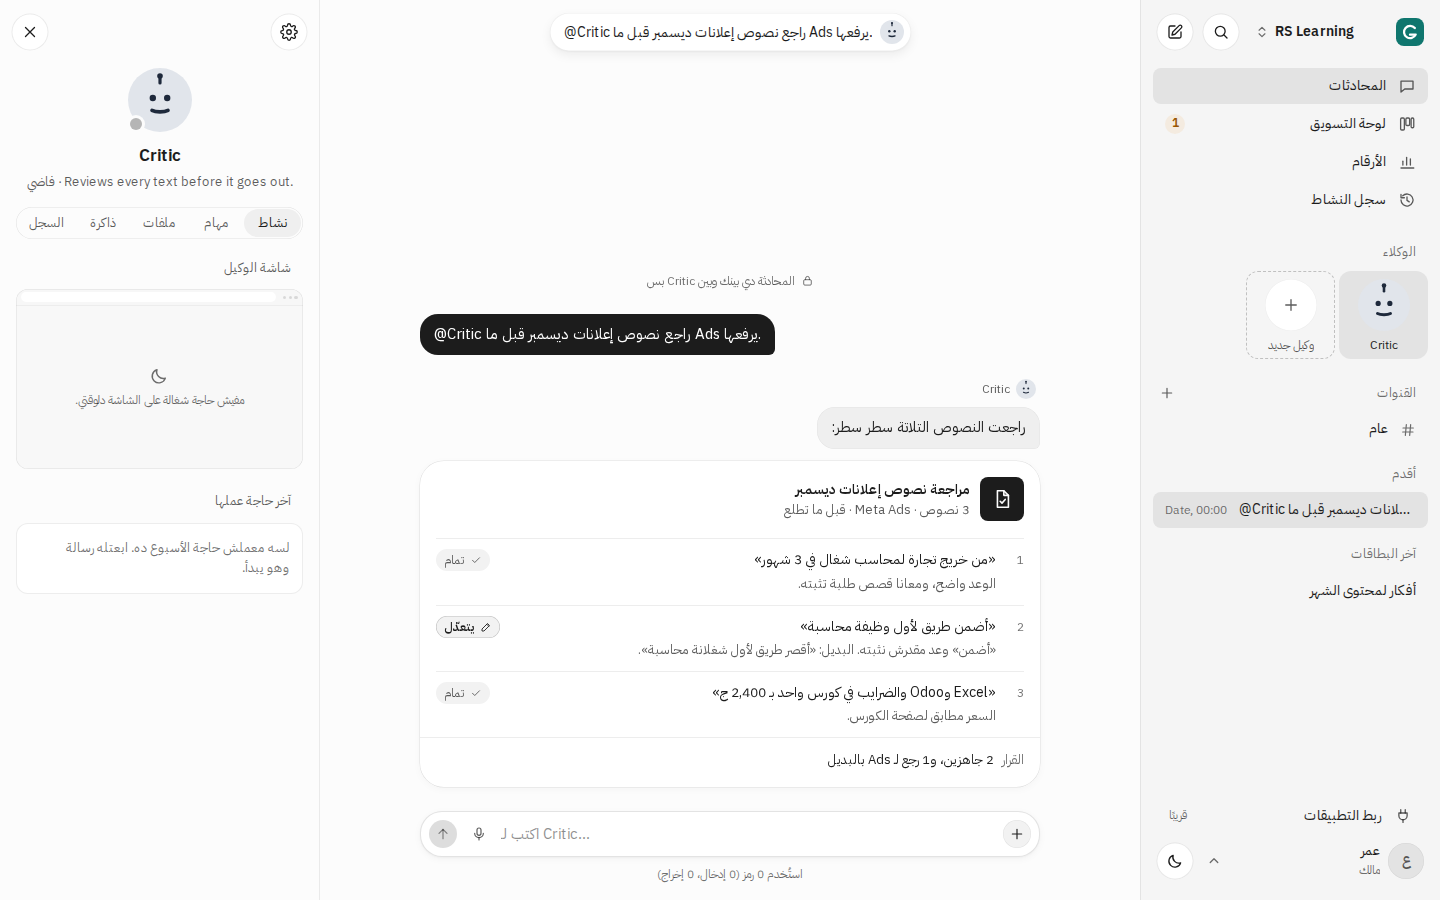 RS Learning
G
المحادثات
لوحة التسويق
1
الأرقام
سجل النشاط
الوكلاء
Critic
وكيل جديد
القنوات
عام
أقدم
@Critic لانات ديسمبر قبل ما...
Date, 00:00
آخر البطاقات
أفكار لمحتوى الشهر
ربط التطبيقات
قريبًا
ع
عمر
مالك
@Critic راجع نصوص إعلانات ديسمبر قبل ما Ads يرفعها.
المحادثة دي بينك وبين Critic بس
@Critic راجع نصوص إعلانات ديسمبر قبل ما Ads يرفعها.
Critic
راجعت النصوص التلاتة سطر سطر:
مراجعة نصوص إعلانات ديسمبر
3 نصوص · Meta Ads · قبل ما تطلع
1
«من خريج تجارة لمحاسب شغال في 3 شهور»
تمام
الوعد واضح، ومعانا قصص طلبة تثبته.
2
«أضمن طريق لأول وظيفة محاسبة»
يتعدّل
«أضمن» وعد مقدرش نثبته. البديل: «أقصر طريق لأول شغلانة محاسبة».
3
«Excel وOdoo والضرايب في كورس واحد بـ 2,400 ج»
تمام
السعر مطابق لصفحة الكورس.
القرار 2 جاهزين، و1 رجع لـ Ads بالبديل
اكتب لـ Critic...
استُخدم 0 رمز (0 إدخال، 0 إخراج)
Critic
Reviews every text before it goes out. · فاضي
نشاط
مهام
ملفات
ذاكرة
السجل
شاشة الوكيل
مفيش حاجة شغالة على الشاشة دلوقتي.
آخر حاجة عملها
لسه معملش حاجة الأسبوع ده. ابعتله رسالة
وهو يبدأ.